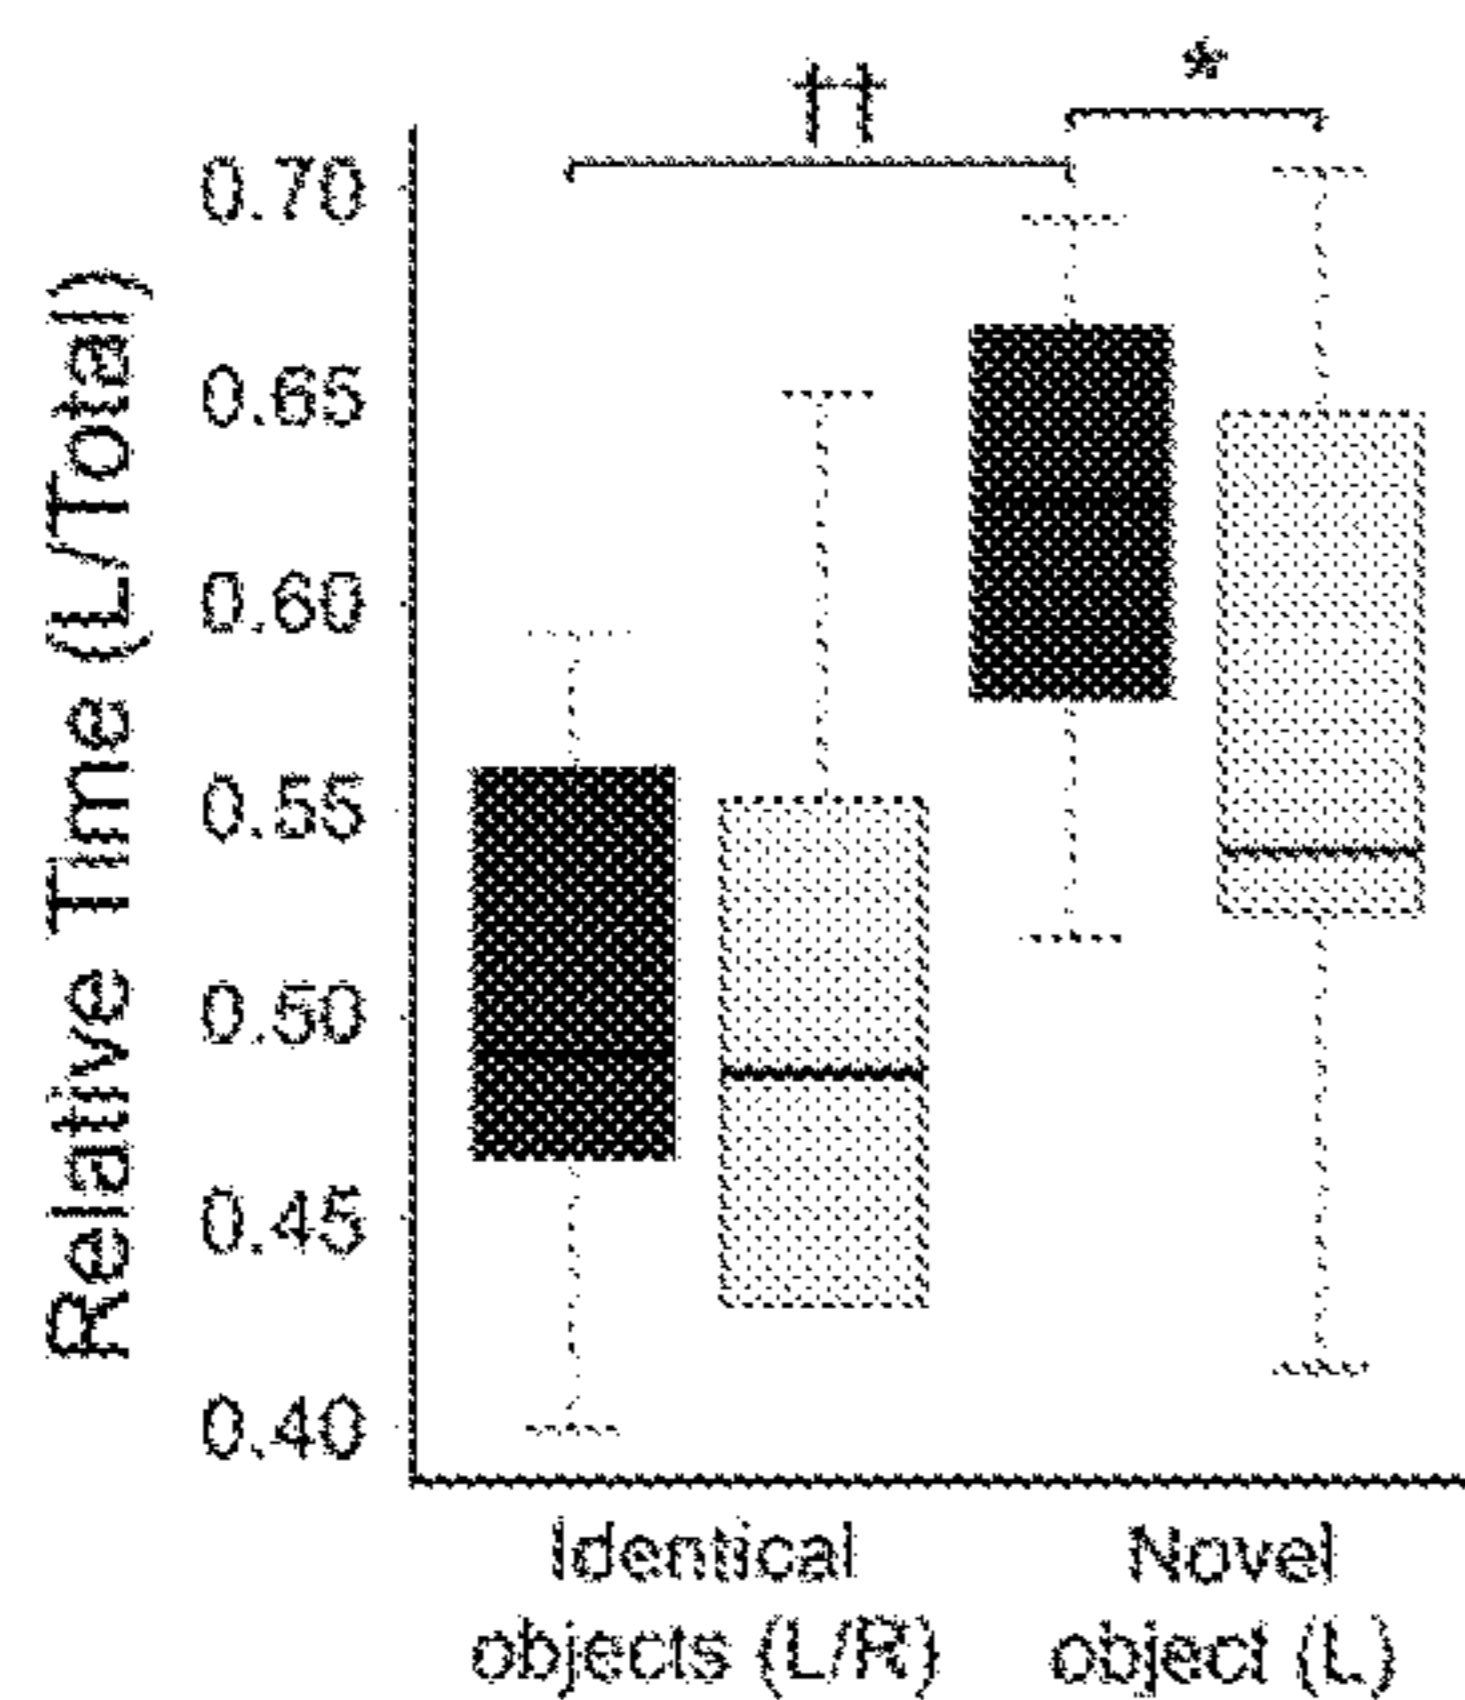 ††
*
Relative Time (L/Total)
0.70
0.65
0.60
0.55
0.50
0.45
0.40
Identical
objects (L/R)
Novel
object (L)